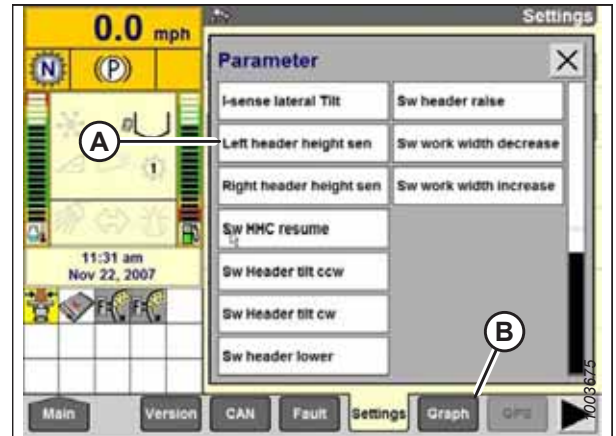 0.0 mph
Settings
N
(P)
Parameter
X
I-sense lateral Tilt
Sw header raise
A
Left header height sen
Sw work width decrease
1
Right header height sen
Sw work width increase
Sw HHC resume
11:31 am
Nov 22, 2007
Sw Header tilt ccw
Sw Header tilt cw
B
Sw header lower
Main
Version
CAN
Fault
Settings
Graph
GPS
1003675